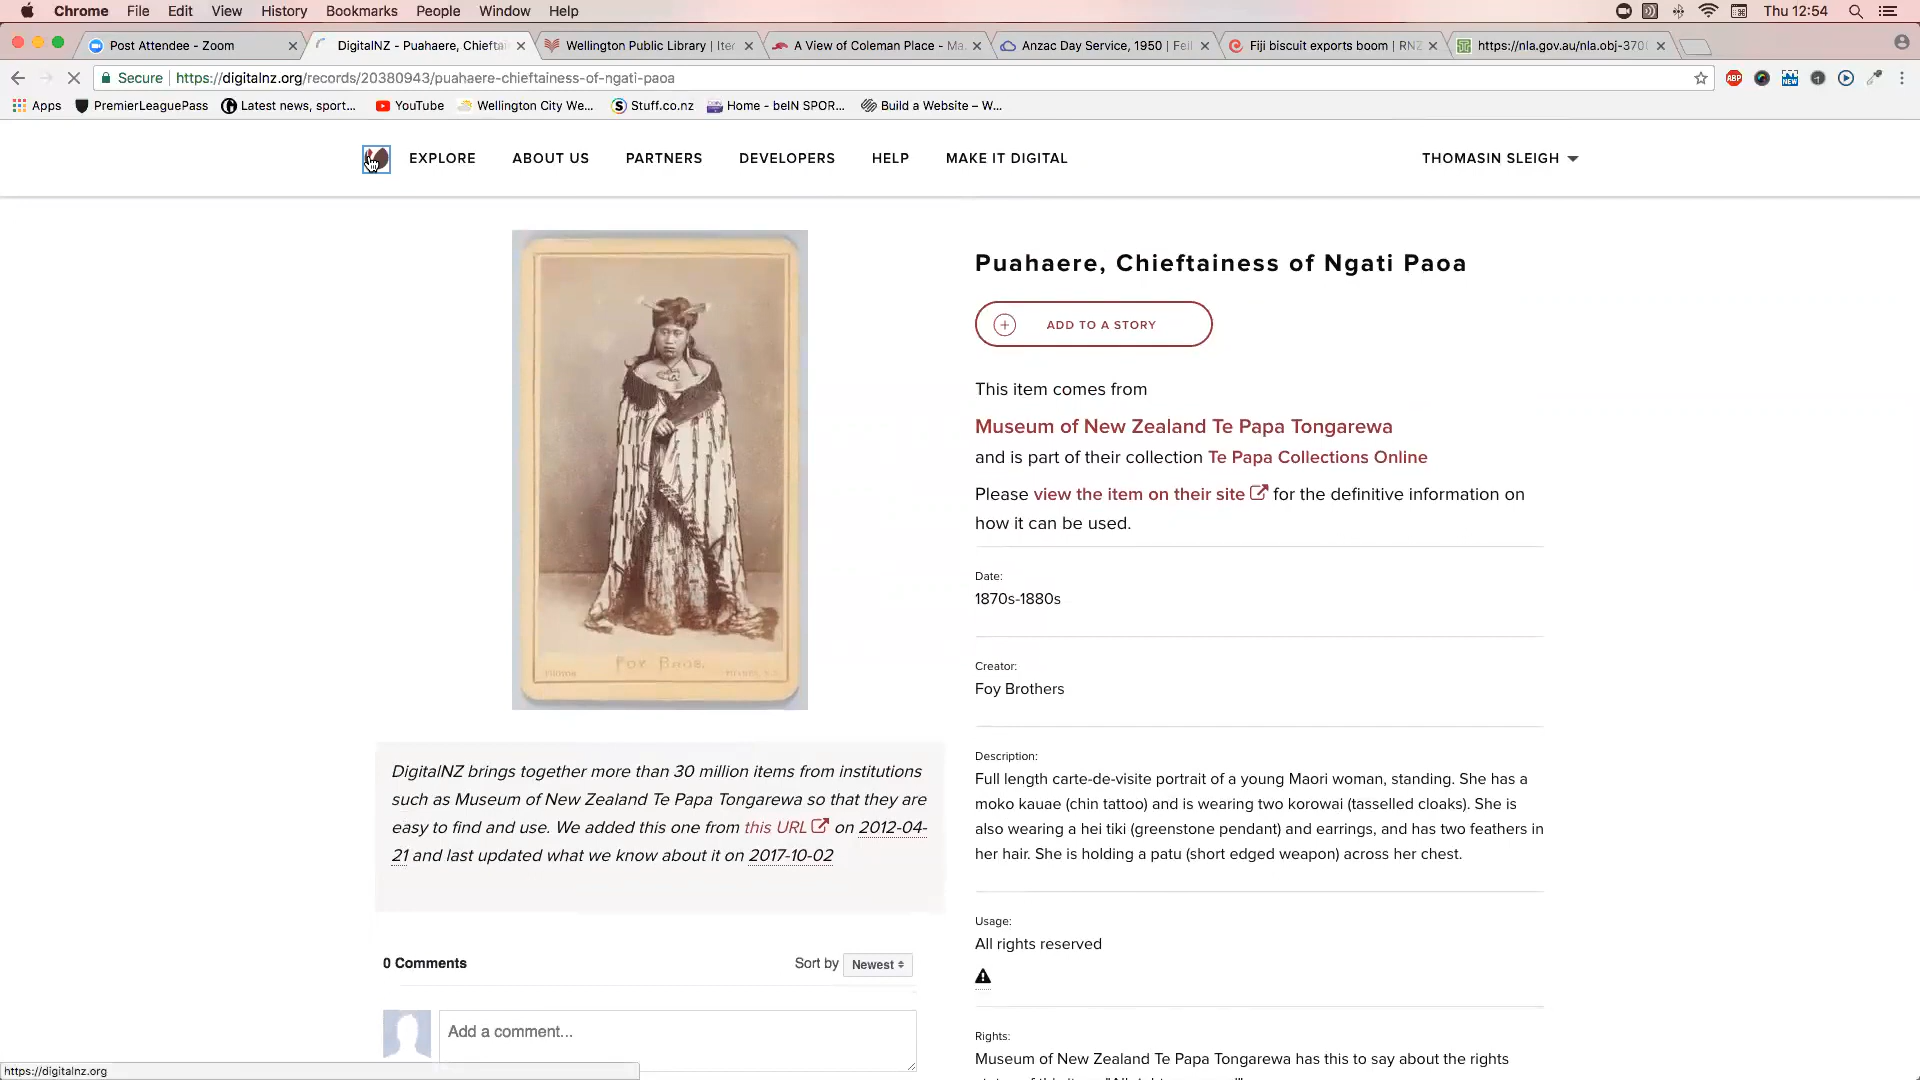 Chrome File Edit View History Bookmarks People Window Help Thu 12:54
Post Attendee - Zoom DigitalNZ - Puahaere, Chieftai Wellington Public Library | Ite A View of Coleman Place - Ma Anzac Day Service, 1950 | Fei Fiji biscuit exports boom | RNZ https://nla.gov.au/nla.obj-370
Secure https://digitalnz.org/records/20380943/puahaere-chieftainess-of-ngati-paoa
ABP NEW
Apps PremierLeaguePass Latest news, sport... YouTube Wellington City We... Stuff.co.nz Home - beIN SPOR... Build a Website – W...
EXPLORE ABOUT US PARTNERS DEVELOPERS HELP MAKE IT DIGITAL THOMASIN SLEIGH
Puahaere, Chieftainess of Ngati Paoa
ADD TO A STORY
This item comes from
Museum of New Zealand Te Papa Tongarewa
and is part of their collection Te Papa Collections Online
Please view the item on their site for the definitive information on
how it can be used.
Date:
1870s-1880s
Creator:
Foy Brothers
Description:
Full length carte-de-visite portrait of a young Maori woman, standing. She has a
moko kauae (chin tattoo) and is wearing two korowai (tasselled cloaks). She is
also wearing a hei tiki (greenstone pendant) and earrings, and has two feathers in
her hair. She is holding a patu (short edged weapon) across her chest.
Usage:
All rights reserved
Rights:
Museum of New Zealand Te Papa Tongarewa has this to say about the rights
Foy Bros.
DigitalNZ brings together more than 30 million items from institutions
such as Museum of New Zealand Te Papa Tongarewa so that they are
easy to find and use. We added this one from this URL on 2012-04-
21 and last updated what we know about it on 2017-10-02
0 Comments Sort by Newest
Add a comment...
https://digitalnz.org